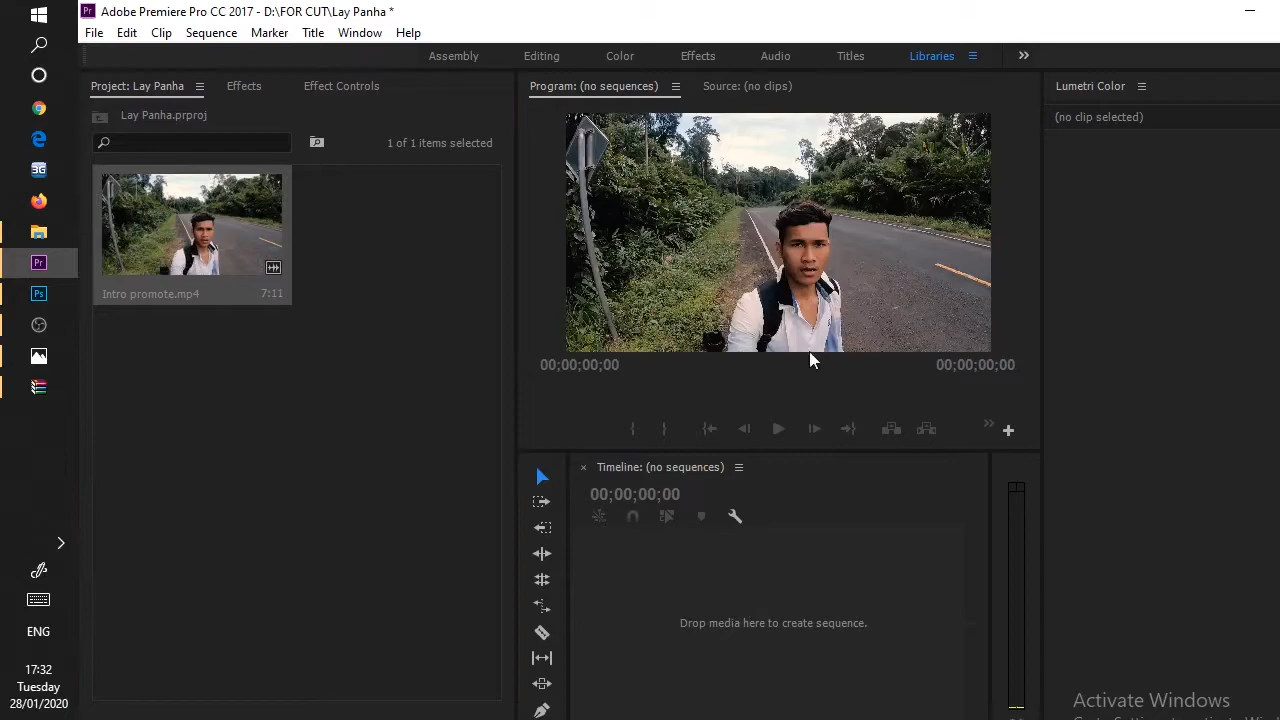 Pr Adobe Premiere Pro CC 2017 - D:\FOR CUT\Lay Panha *
File Edit Clip Sequence Marker Title Window Help
Assembly Editing Color Effects Audio Titles Libraries
Project: Lay Panha Effects Effect Controls
Program: (no sequences) Source: (no clips)
Lumetri Color
Lay Panha.prproj
(no clip selected)
1 of 1 items selected
Intro promote.mp4 7:11
00;00;00;00 00;00;00;00
Timeline: (no sequences)
00;00;00;00
Drop media here to create sequence.
3G
Pr
Ps
ENG
17:32
Tuesday
28/01/2020
Activate Windows